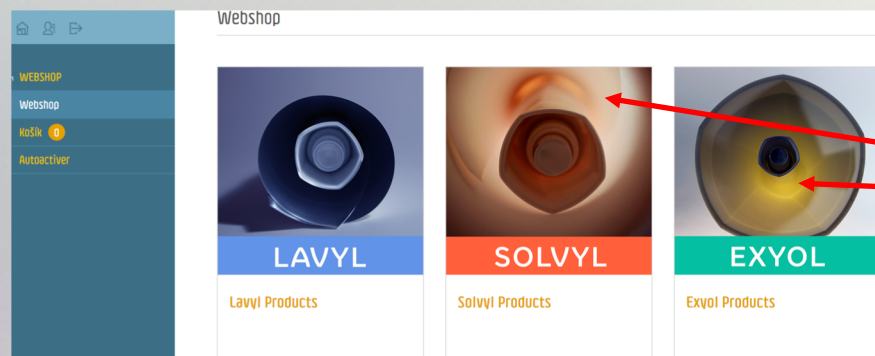 Webshop
WEBSHOP
Webshop
Košík 0
Autoactiver
LAVYL
SOLVYL
EXYOL
Lavyl Products
Solvyl Products
Exyol Products